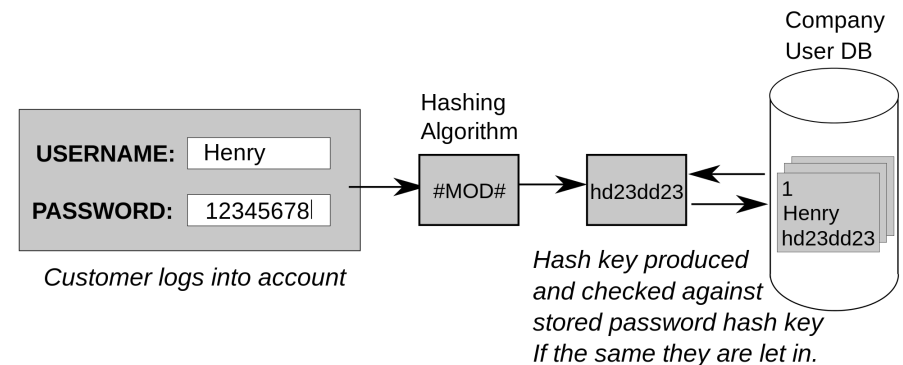 Company
User DB
Hashing
Algorithm
USERNAME: Henry
PASSWORD: 12345678
#MOD#
hd23dd23
1
Henry
hd23dd23
Customer logs into account
Hash key produced
and checked against
stored password hash key
If the same they are let in.